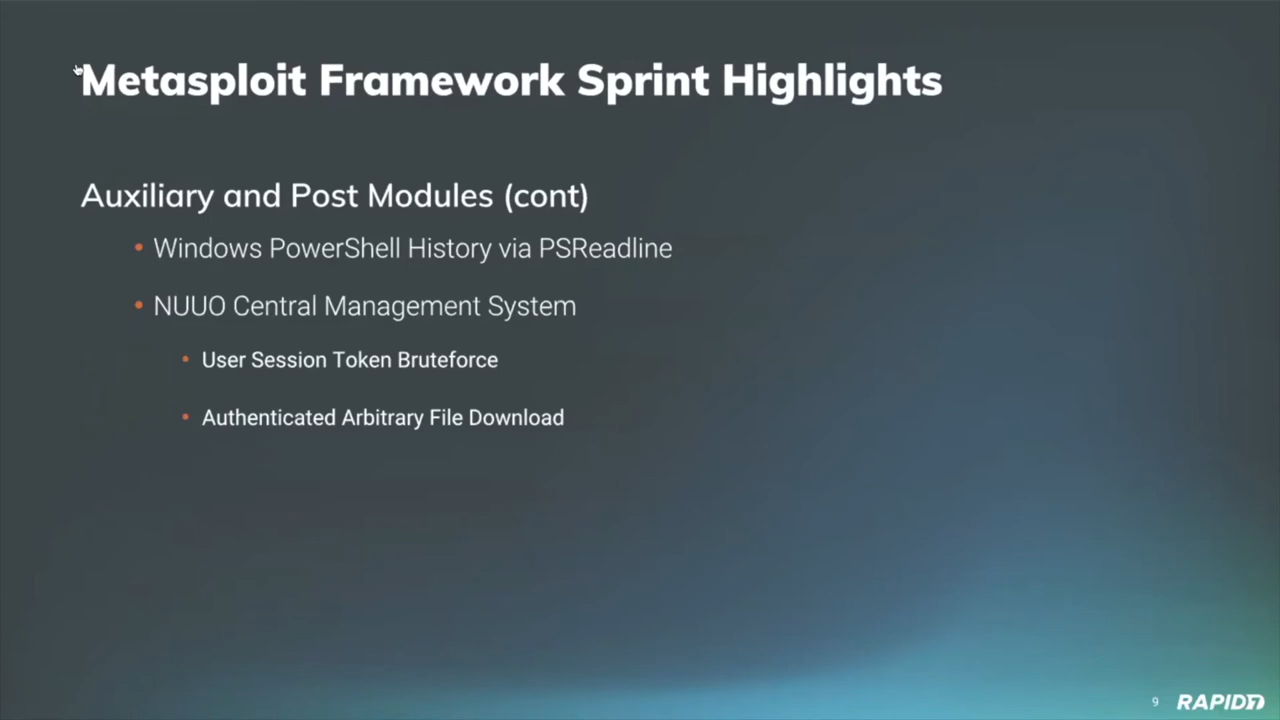 Metasploit Framework Sprint Highlights
Auxiliary and Post Modules (cont)
• Windows PowerShell History via PSReadline
• NUUO Central Management System
• User Session Token Bruteforce
• Authenticated Arbitrary File Download
9 RAPID7